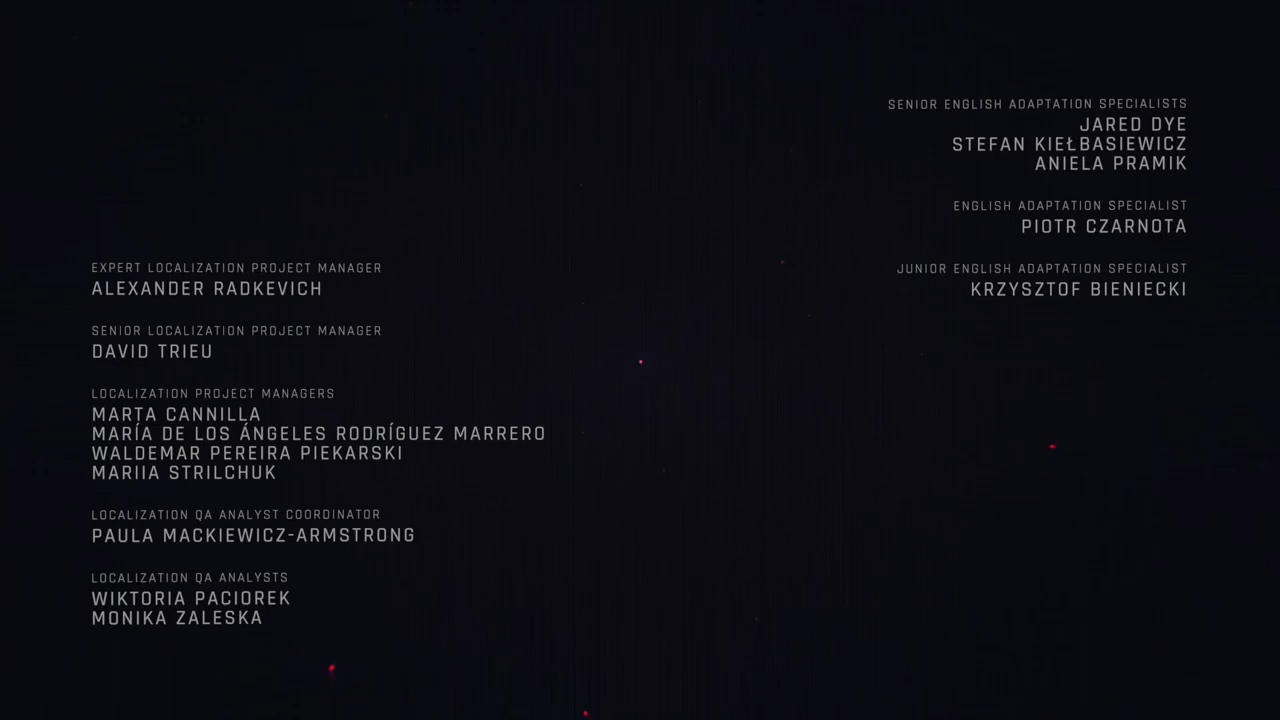 EXPERT LOCALIZATION PROJECT MANAGER
ALEXANDER RADKEVICH
SENIOR LOCALIZATION PROJECT MANAGER
DAVID TRIEU
LOCALIZATION PROJECT MANAGERS
MARTA CANNILLA
MARÍA DE LOS ÁNGELES RODRÍGUEZ MARRERO
WALDEMAR PEREIRA PIEKARSKI
MARIIA STRILCHUK
LOCALIZATION QA ANALYST COORDINATOR
PAULA MACKIEWICZ-ARMSTRONG
LOCALIZATION QA ANALYSTS
WIKTORIA PACIOREK
MONIKA ZALESKA
SENIOR ENGLISH ADAPTATION SPECIALISTS
JARED DYE
STEFAN KIEŁBASIEWICZ
ANIELA PRAMIK
ENGLISH ADAPTATION SPECIALIST
PIOTR CZARNOTA
JUNIOR ENGLISH ADAPTATION SPECIALIST
KRZYSZTOF BIENIECKI